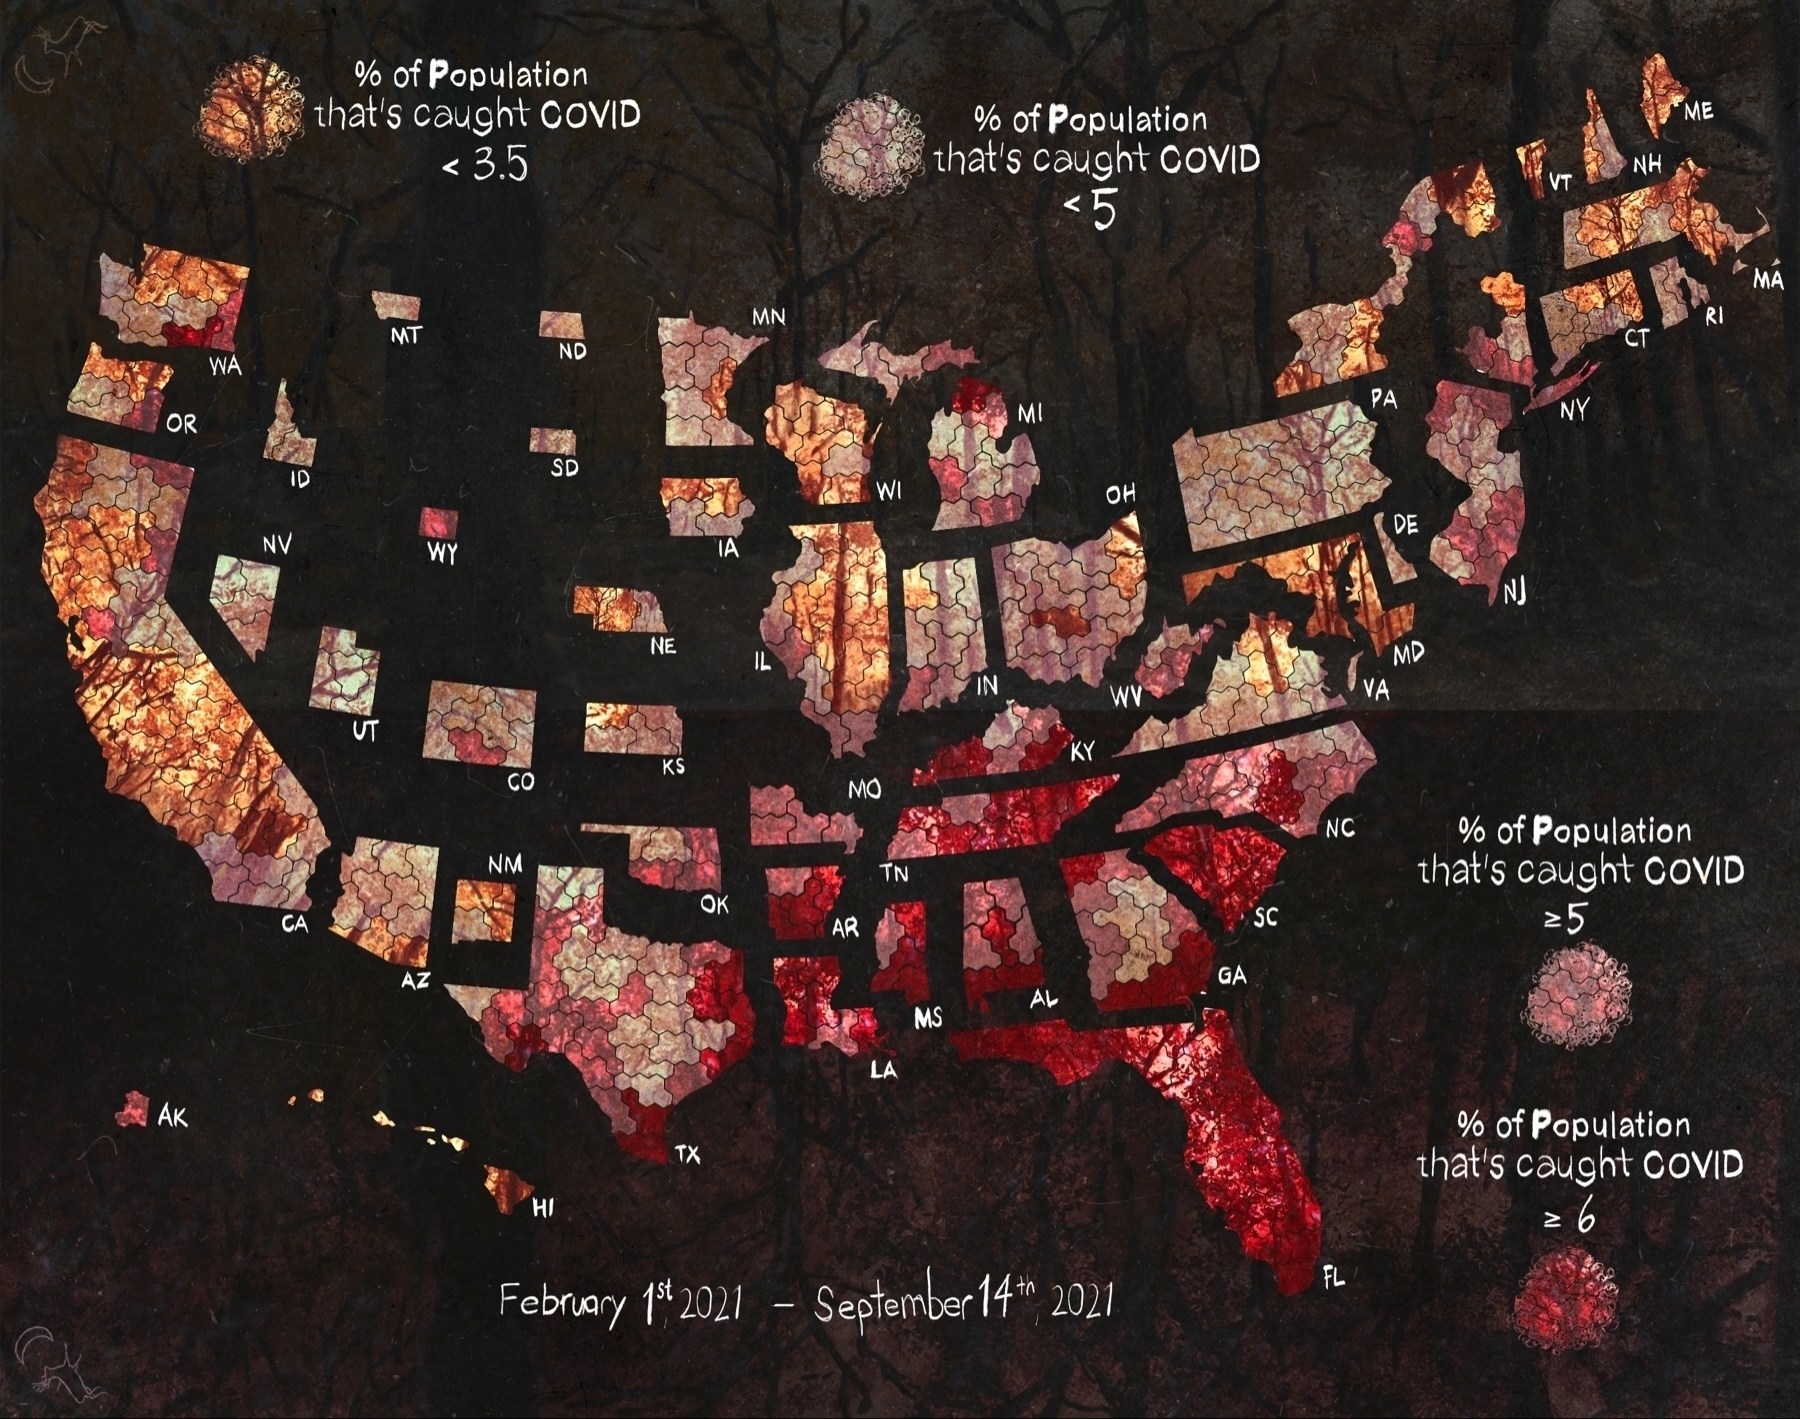 % of Population
that's caught COVID
< 3.5
% of Population
that's caught COVID
< 5
ME
NH
VT
MA
RI
CT
NY
PA
NJ
DE
MD
VA
WV
OH
MI
MN
WI
IA
IL
IN
KY
ND
SD
NE
KS
MT
WY
CO
WA
OR
ID
NV
UT
CA
AZ
NM
OK
TX
MO
AR
LA
TN
MS
AL
GA
NC
SC
FL
AK
HI
% of Population
that's caught COVID
≥5
% of Population
that's caught COVID
≥ 6
February 1st, 2021 – September 14th, 2021